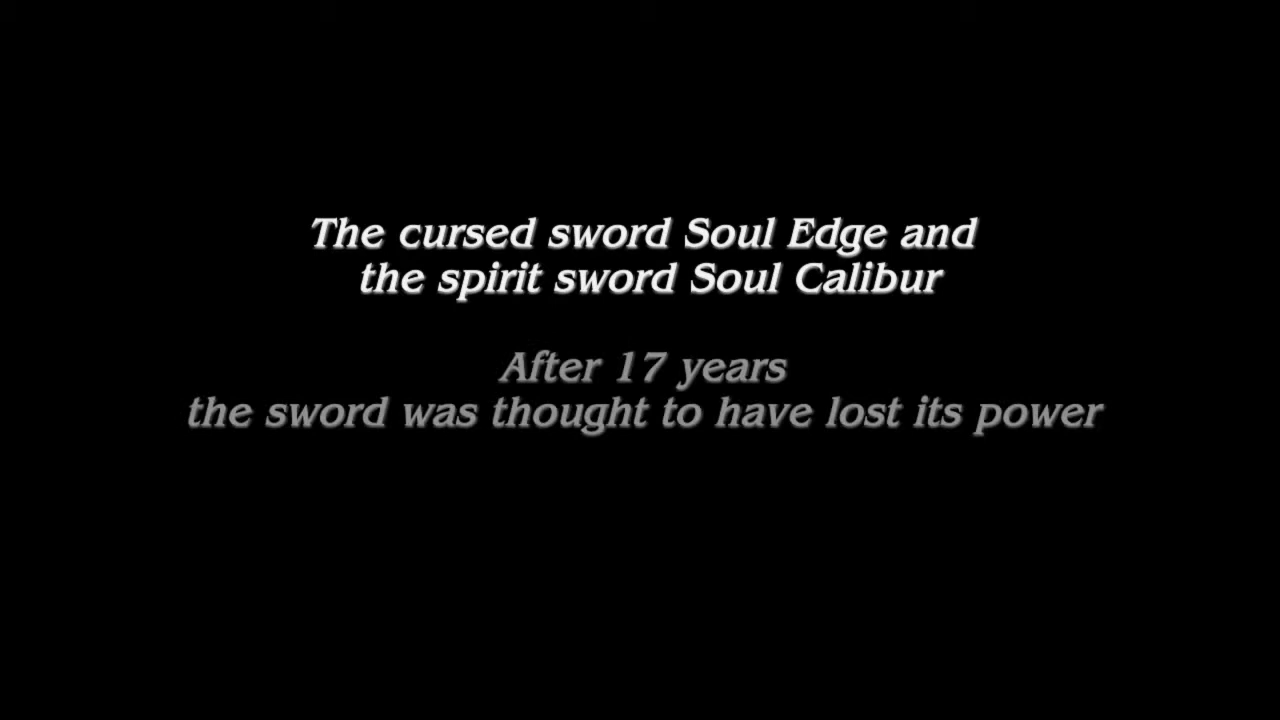 The cursed sword Soul Edge and
the spirit sword Soul Calibur
After 17 years
the sword was thought to have lost its power